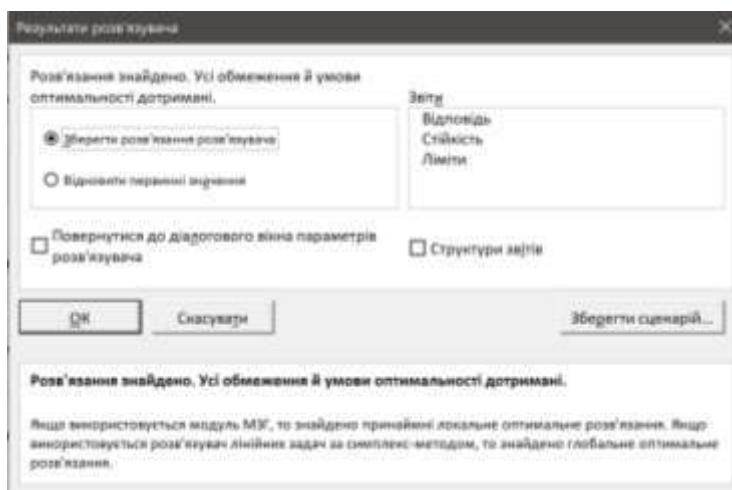 Результати розв'язувача
Розв'язання знайдено. Усі обмеження й умови
оптимальності дотримані.
Зберегти розв'язання розв'язувача
Відновити первинні значення
Звіти
Відповідь
Стійкість
Ліміти
Повернутися до діалогового вікна параметрів
розв'язувача
Структури звітів
ОК
Скасувати
Зберегти сценарій...
Розв'язання знайдено. Усі обмеження й умови оптимальності дотримані.
Якщо використовується модуль МЗГ, то знайдено принаймні локальне оптимальне розв'язання. Якщо
використовується розв'язувач лінійних задач за симплекс-методом, то знайдено глобальне оптимальне
розв'язання.